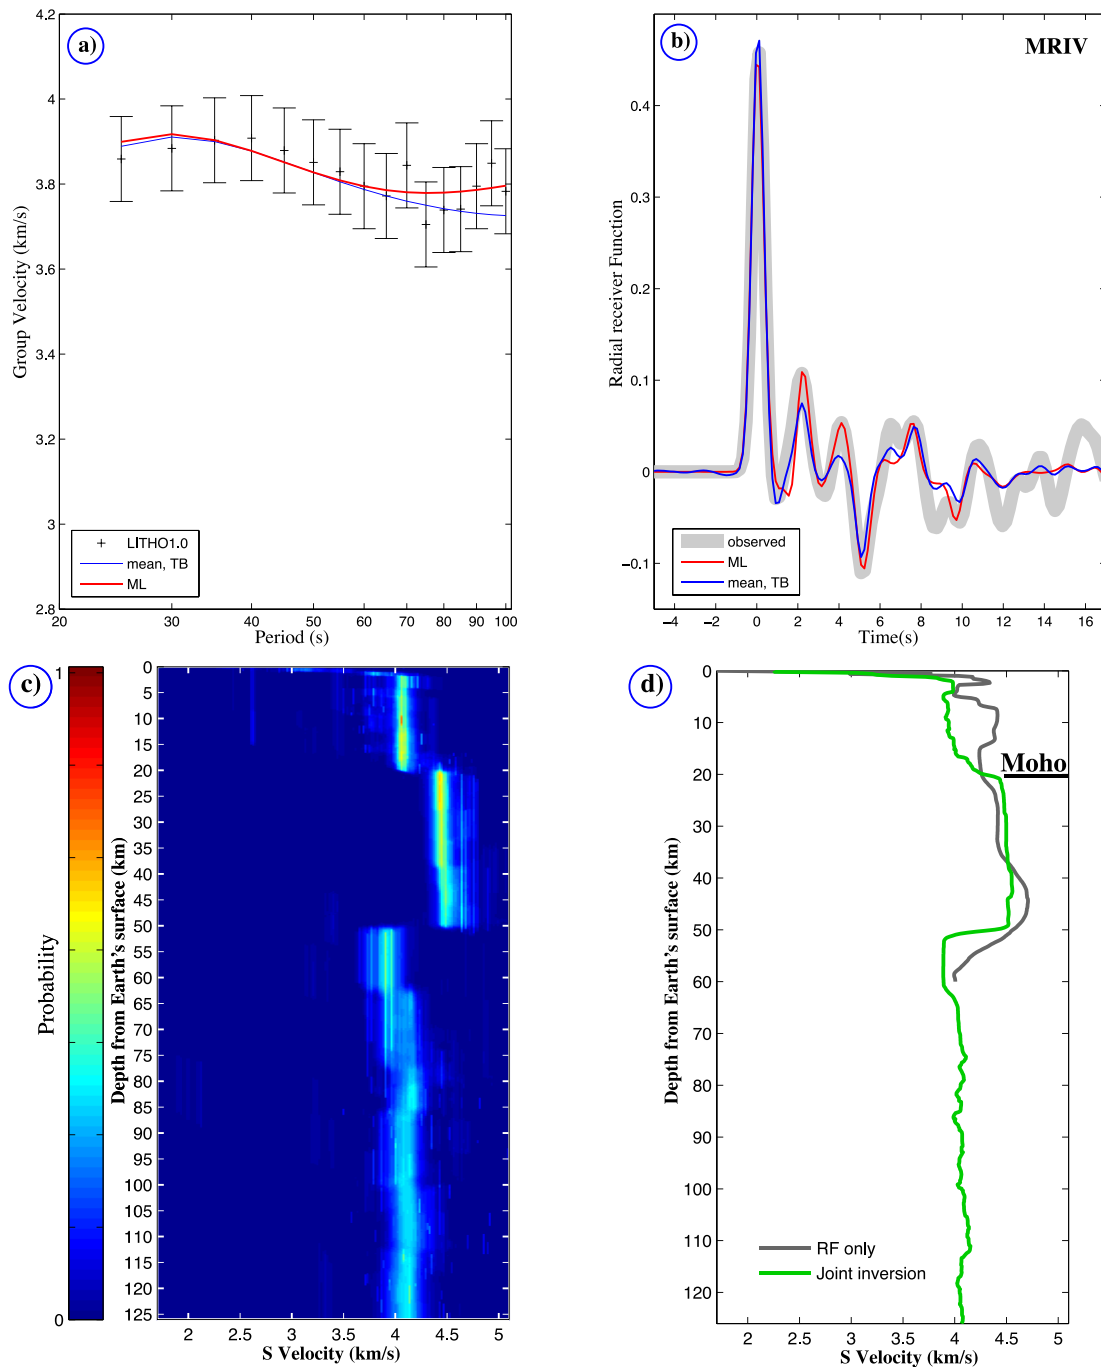 a)
4.2
4
3.8
3.6
3.4
3.2
3
2.8
Group Velocity (km/s)
LITHO1.0
mean, TB
ML
20 30 40 50 60 70 80 90 100
Period (s)
b)
MRIV
0.4
0.3
0.2
0.1
0
−0.1
Radial receiver Function
observed
ML
mean, TB
−4 −2 0 2 4 6 8 10 12 14 16
Time(s)
c)
1
0
Probability
Depth from Earth's surface (km)
0
5
10
15
20
25
30
35
40
45
50
55
60
65
70
75
80
85
90
95
100
105
110
115
120
125
2 2.5 3 3.5 4 4.5 5
S Velocity (km/s)
d)
0
10
20
30
40
50
60
70
80
90
100
110
120
Depth from Earth's surface (km)
Moho
RF only
Joint inversion
2 2.5 3 3.5 4 4.5 5
S Velocity (km/s)